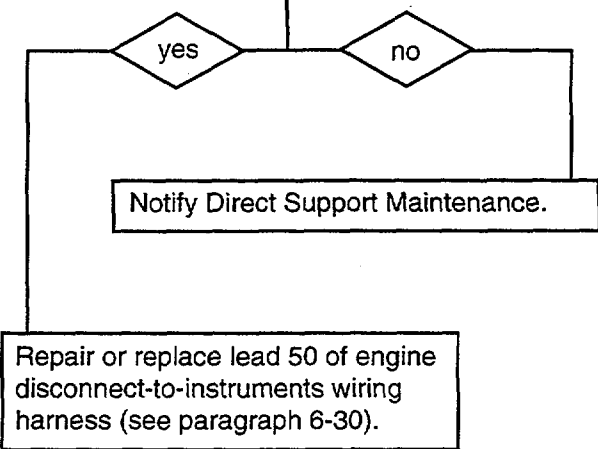 yes
no
Notify Direct Support Maintenance.
Repair or replace lead 50 of engine
disconnect-to-instruments wiring
harness (see paragraph 6-30).